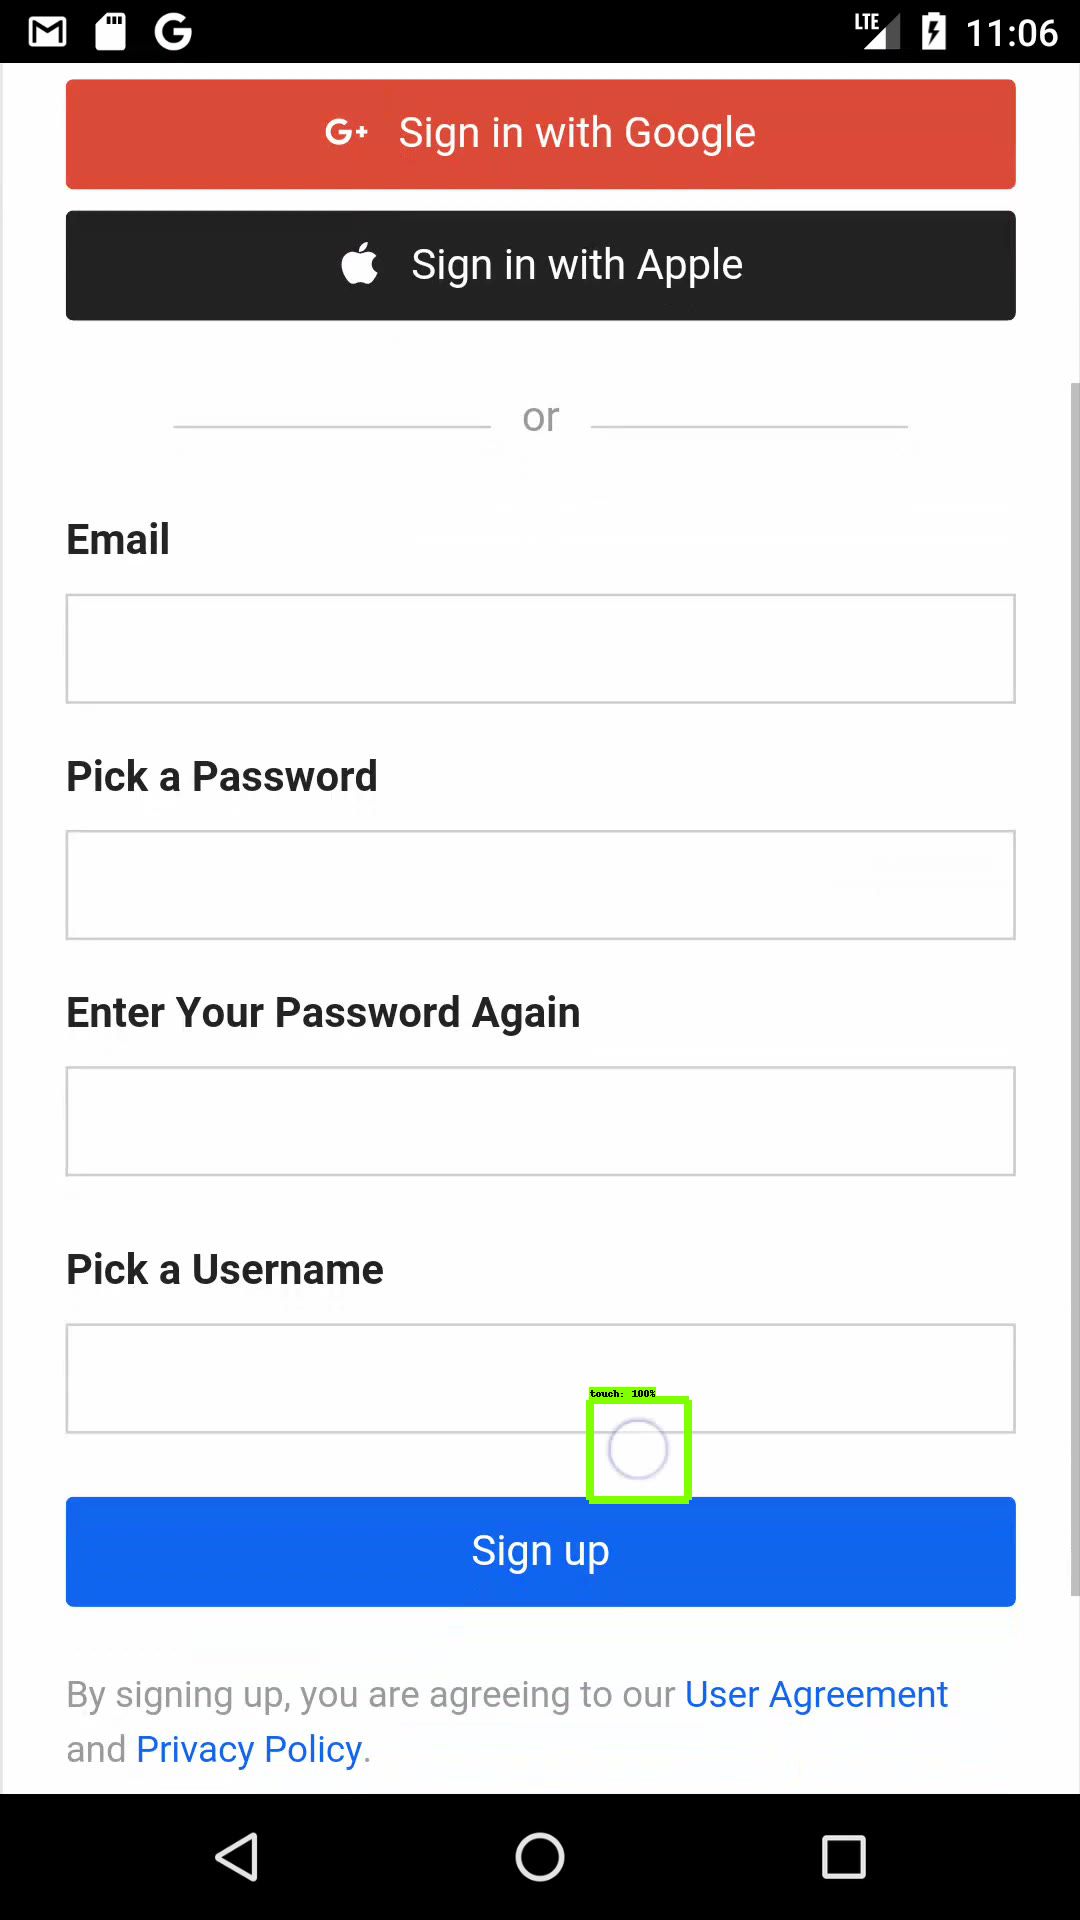 LTE 11:06
G+ Sign in with Google
Sign in with Apple
or
Email
Pick a Password
Enter Your Password Again
Pick a Username
touch: 100%
Sign up
By signing up, you are agreeing to our User Agreement
and Privacy Policy.